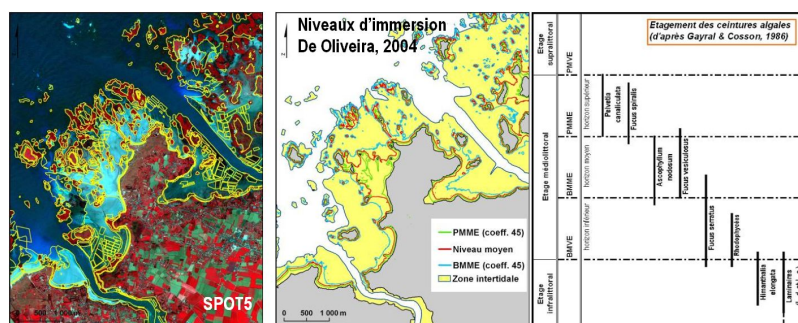 SPOT5
0 500 1 000 m
Niveaux d'immersion
De Oliveira, 2004
PMME (coeff. 45)
Niveau moyen
BMME (coeff. 45)
Zone intertidale
0 500 1 000 m
Etagement des ceintures algales
(d'après Gayral & Cosson, 1986)
Etage
supralittoral
PMVE
Etage médiolittoral
PMME
horizon supérieur
Pelvetia
canaliculata
Fucus spiralis
BMME
horizon moyen
Ascophyllum
nodosum
Fucus vesiculosus
BMVE
horizon inférieur
Fucus serratus
Rhodophycées
Etage
infralittoral
Himanthalia
elongata
Laminaires